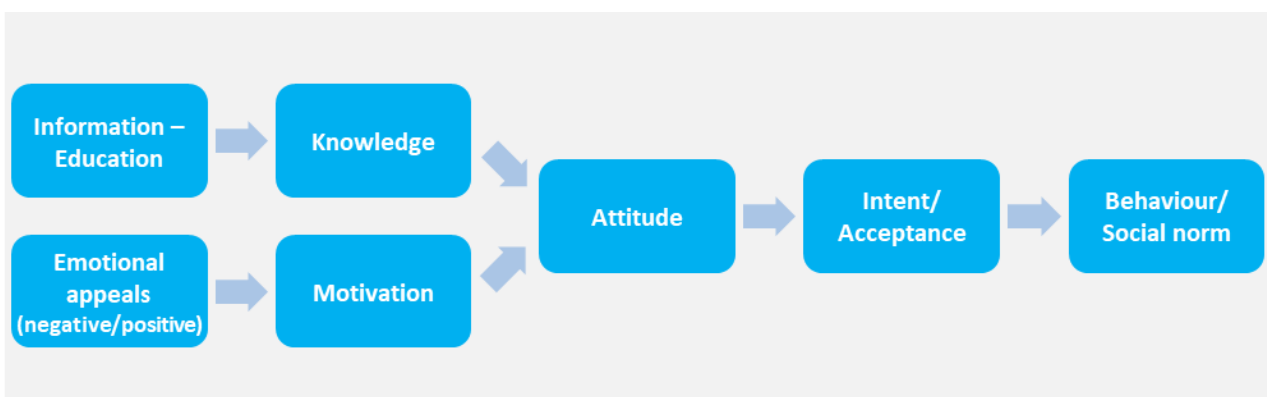 Information –
Education
Knowledge
Emotional
appeals
(negative/positive)
Motivation
Attitude
Intent/
Acceptance
Behaviour/
Social norm